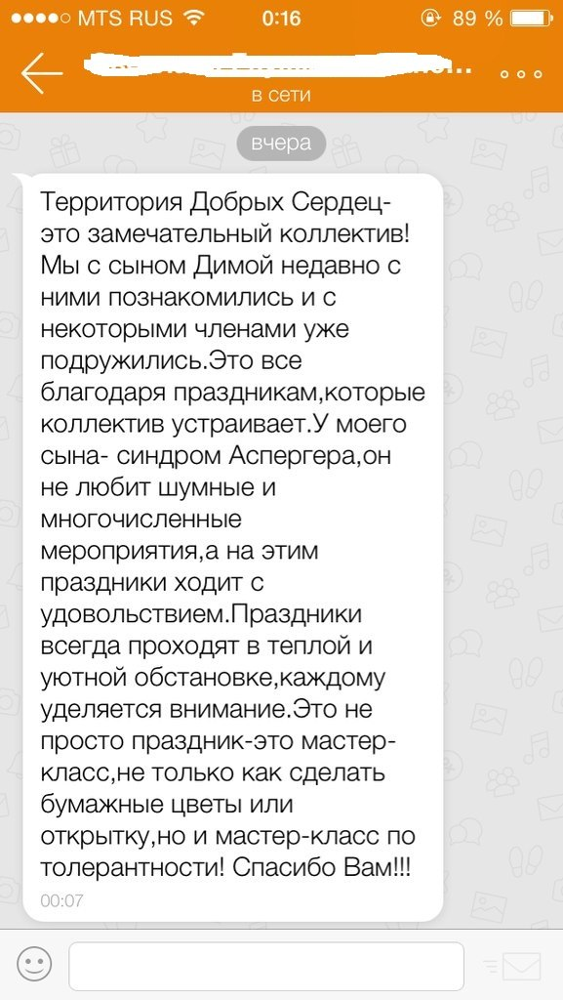 MTS RUS 0:16 89 %
в сети
вчера
Территория Добрых Сердец-
это замечательный коллектив!
Мы с сыном Димой недавно с
ними познакомились и с
некоторыми членами уже
подружились.Это все
благодаря праздникам,которые
коллектив устраивает.У моего
сына- синдром Аспергера,он
не любит шумные и
многочисленные
мероприятия,а на этим
праздники ходит с
удовольствием.Праздники
всегда проходят в теплой и
уютной обстановке,каждому
уделяется внимание.Это не
просто праздник-это мастер-
класс,не только как сделать
бумажные цветы или
открытку,но и мастер-класс по
толерантности! Спасибо Вам!!!
00:07